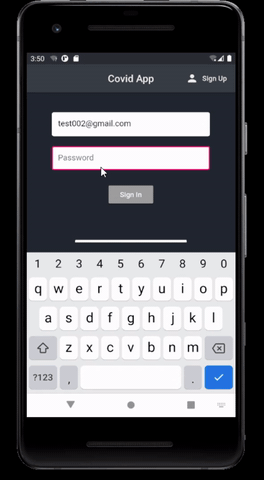 3:50
Covid App
Sign Up
test002@gmail.com
Password
Sign In
1 2 3 4 5 6 7 8 9 0
q w e r t y u i o p
a s d f g h j k l
z x c v b n m
?123 , .